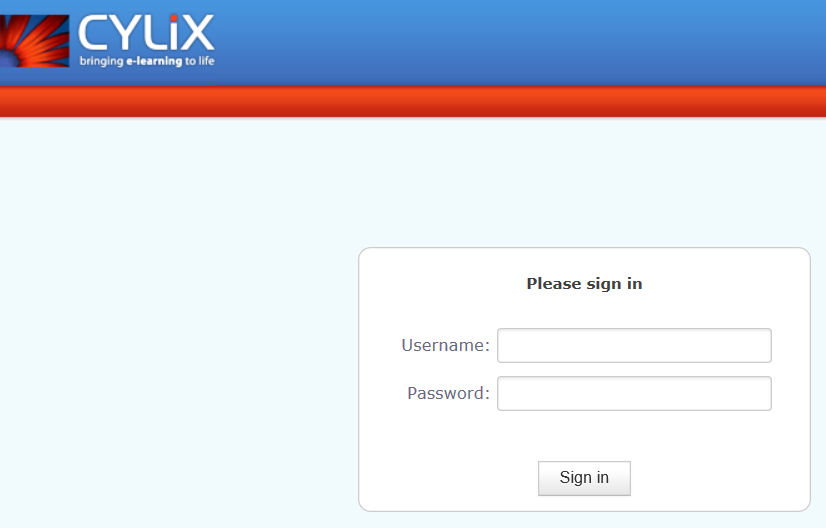 CYLiX
bringing e-learning to life
Please sign in
Username:
Password:
Sign in